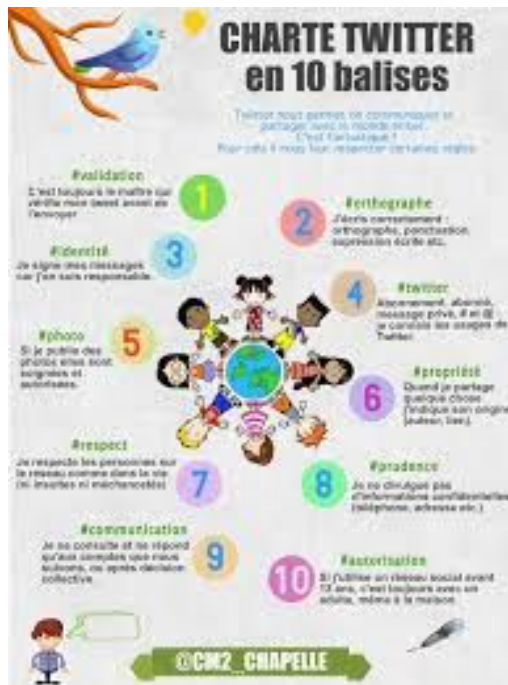 CHARTE TWITTER
en 10 balises
Twitter nous permet de communiquer et
partager avec le monde entier.
C'est fantastique !
Pour cela il nous faut respecter certaines règles
#validation
C'est toujours le maître qui
vérifie mon tweet avant de
l'envoyer
1
2
#orthographe
J'écris correctement :
orthographe, ponctuation,
expression écrite etc.
#identité
Je signe mes messages
car j'en suis responsable.
3
4
#twitter
Abonnement, abonné,
message privé, # et @
je connais les usages de
Twitter.
#photo
Si je publie des
photos elles sont
soignées et
autorisées.
5
6
#propriété
Quand je partage
quelque chose
j'indique son origine
(auteur, lien).
#respect
Je respecte les personnes sur
le réseau comme dans la vie
(ni insultes ni méchancetés)
7
8
#prudence
Je ne divulgue pas
d'informations confidentielles
(téléphone, adresse etc.)
#communication
Je ne consulte et ne répond
qu'aux comptes que nous
suivons, ou après décision
collective.
9
10
#autorisation
Si j'utilise un réseau social avant
13 ans, c'est toujours avec un
adulte, même à la maison.
@CM2_CHAPELLE